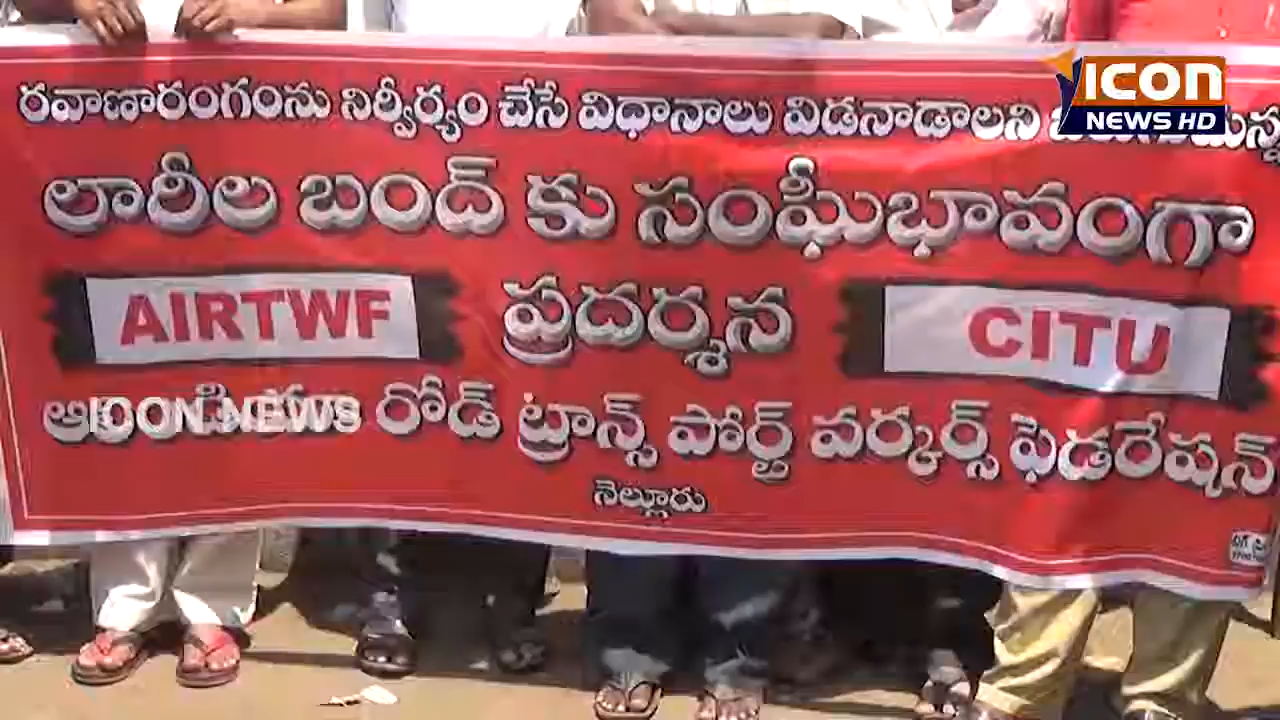 ICON
NEWS HD
రవాణారంగంను నిర్వీర్యం చేసే విధానాలు విడనాడాలని
లారీల బంద్ కు సంఘీభావంగా
AIRTWF ప్రదర్శన CITU
రోడ్ ట్రాన్స్ పోర్ట్ వర్కర్స్ ఫెడరేషన్
ICON NEWS
నెల్లూరు